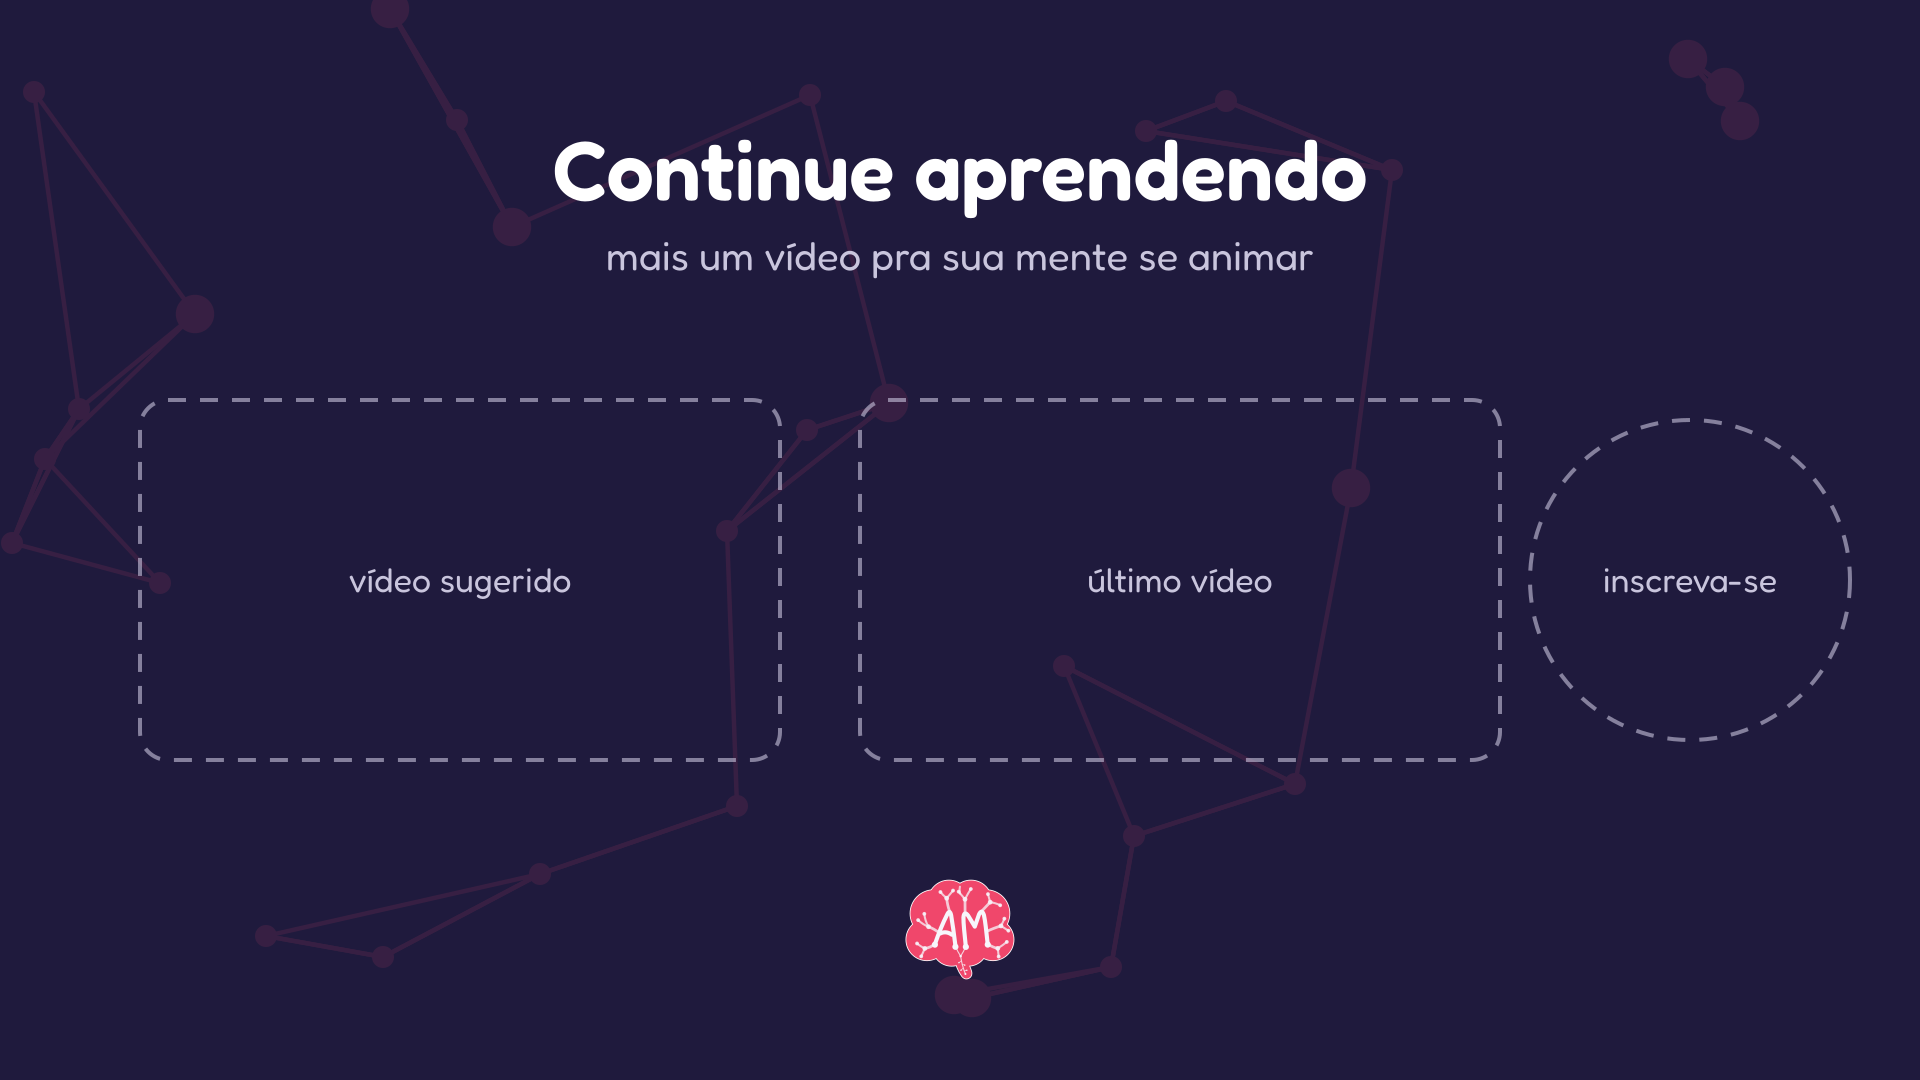 Continue aprendendo
mais um vídeo pra sua mente se animar
vídeo sugerido
último vídeo
inscreva-se
AM